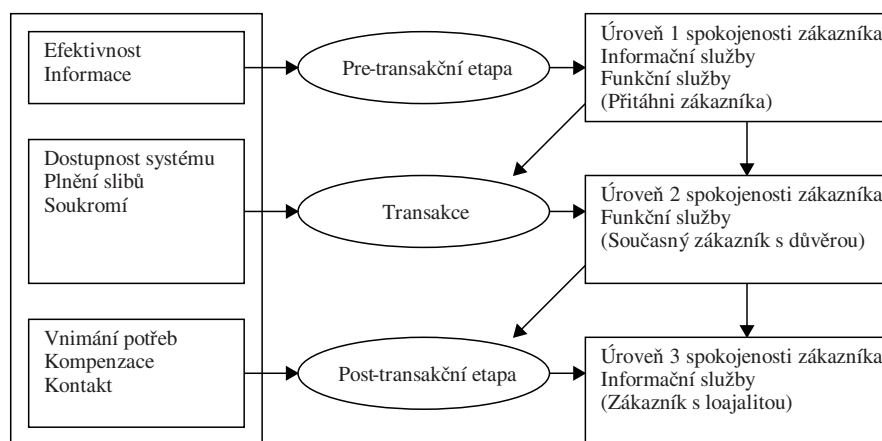 Efektivnost
Informace
Pre-transakční etapa
Úroveň 1 spokojenosti zákazníka
Informační služby
Funkční služby
(Přitáhni zákazníka)
Dostupnost systému
Plnění slibů
Soukromí
Transakce
Úroveň 2 spokojenosti zákazníka
Funkční služby
(Současný zákazník s důvěrou)
Vnímání potřeb
Kompenzace
Kontakt
Post-transakční etapa
Úroveň 3 spokojenosti zákazníka
Informační služby
(Zákazník s loajalitou)